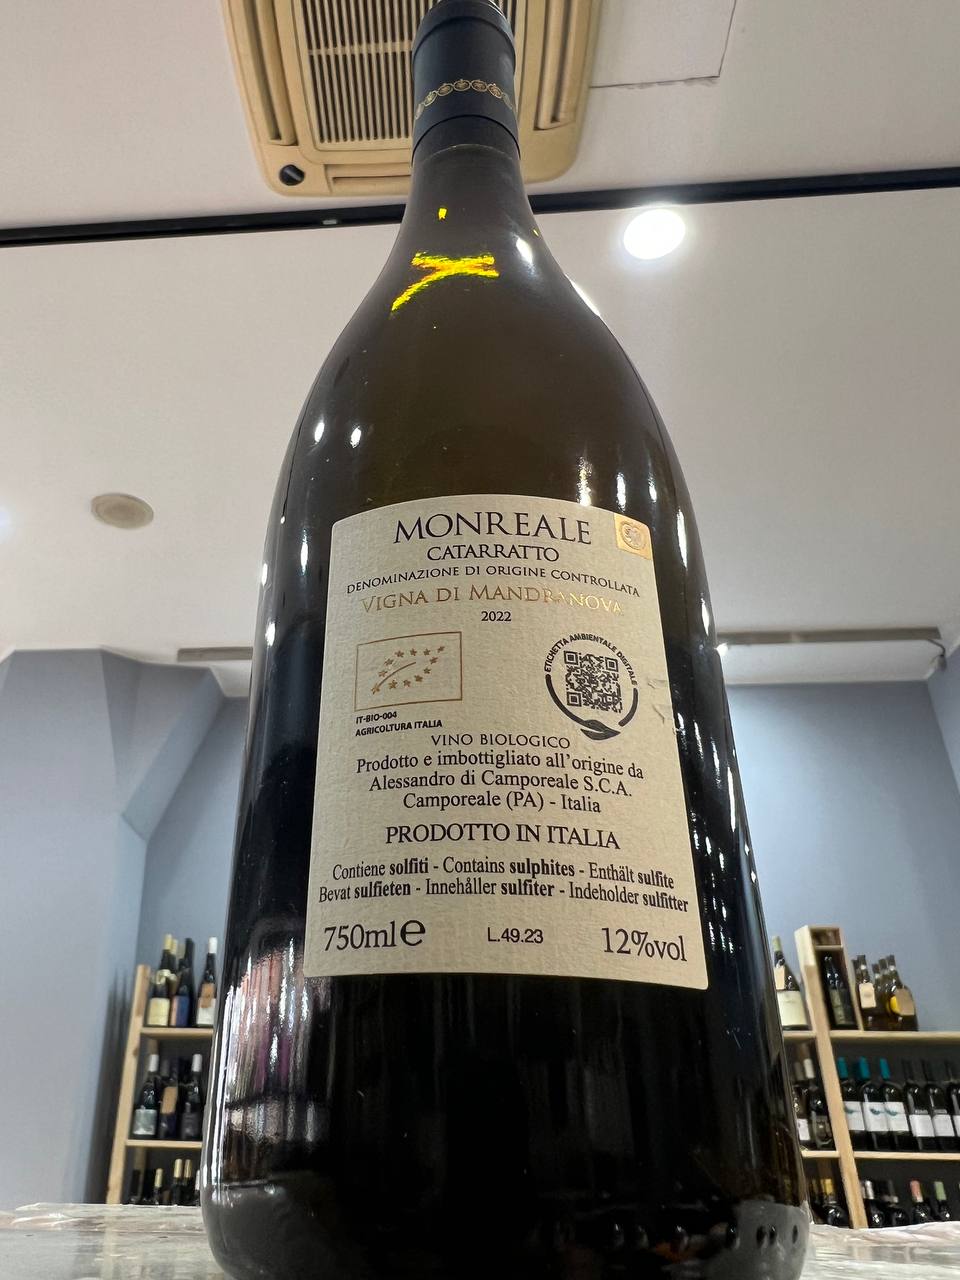 MONREALE
CATARRATTO
DENOMINAZIONE DI ORIGINE CONTROLLATA
VIGNA DI MANDRANOVA
2022
ETICHETTA AMBIENTALE DIGITALE
IT-BIO-004
AGRICOLTURA ITALIA
VINO BIOLOGICO
Prodotto e imbottigliato all'origine da
Alessandro di Camporeale S.C.A.
Camporeale (PA) - Italia
PRODOTTO IN ITALIA
Contiene solfiti - Contains sulphites - Enthält sulfite
Bevat sulfieten - Innehåller sulfiter - Indeholder sulfitter
750ml e L.49.23 12%vol